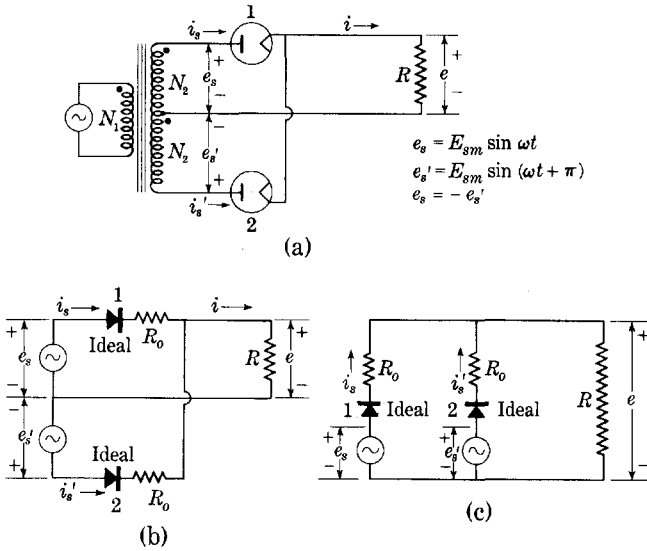 1
i_s
i
N_1
N_2
+
e_s
−
R
+
e
−
N_2
−
e_s'
+
i_s'
2
e_s = E_sm sin ωt
e_s' = E_sm sin (ωt + π)
e_s = − e_s'
(a)
i_s
1
i
+
e_s
−
Ideal
R_o
R
+
e
−
−
e_s'
+
Ideal
i_s'
2
R_o
(b)
i_s
R_o
i_s'
R_o
R
+
e
−
1
Ideal
2
Ideal
+
e_s
−
+
e_s'
−
(c)